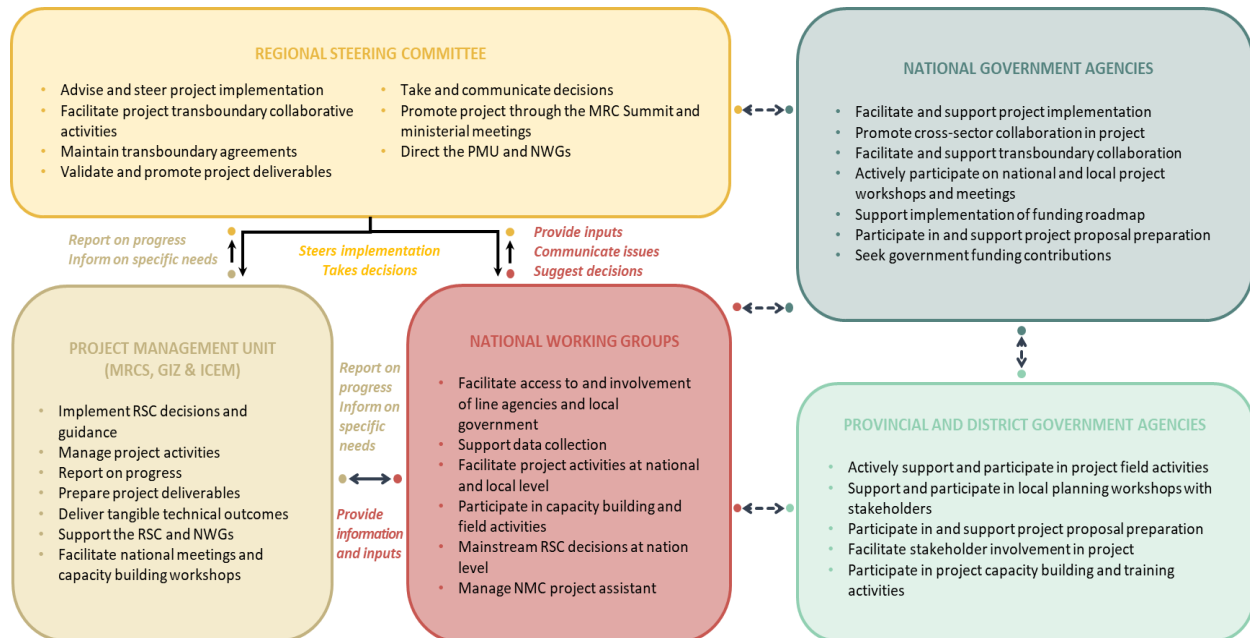 REGIONAL STEERING COMMITTEE
• Advise and steer project implementation
• Facilitate project transboundary collaborative
activities
• Maintain transboundary agreements
• Validate and promote project deliverables
• Take and communicate decisions
• Promote project through the MRC Summit and
ministerial meetings
• Direct the PMU and NWGs
NATIONAL GOVERNMENT AGENCIES
• Facilitate and support project implementation
• Promote cross-sector collaboration in project
• Facilitate and support transboundary collaboration
• Actively participate on national and local project
workshops and meetings
• Support implementation of funding roadmap
• Participate in and support project proposal preparation
• Seek government funding contributions
Report on progress
Inform on specific needs
Steers implementation
Takes decisions
Provide inputs
Communicate issues
Suggest decisions
PROJECT MANAGEMENT UNIT
(MRCS, GIZ & ICEM)
• Implement RSC decisions and
guidance
• Manage project activities
• Report on progress
• Prepare project deliverables
• Deliver tangible technical outcomes
• Support the RSC and NWGs
• Facilitate national meetings and
capacity building workshops
Report on
progress
Inform on
specific
needs
Provide
information
and inputs
NATIONAL WORKING GROUPS
• Facilitate access to and involvement
of line agencies and local
government
• Support data collection
• Facilitate project activities at national
and local level
• Participate in capacity building and
field activities
• Mainstream RSC decisions at nation
level
• Manage NMC project assistant
PROVINCIAL AND DISTRICT GOVERNMENT AGENCIES
• Actively support and participate in project field activities
• Support and participate in local planning workshops with
stakeholders
• Participate in and support project proposal preparation
• Facilitate stakeholder involvement in project
• Participate in project capacity building and training
activities